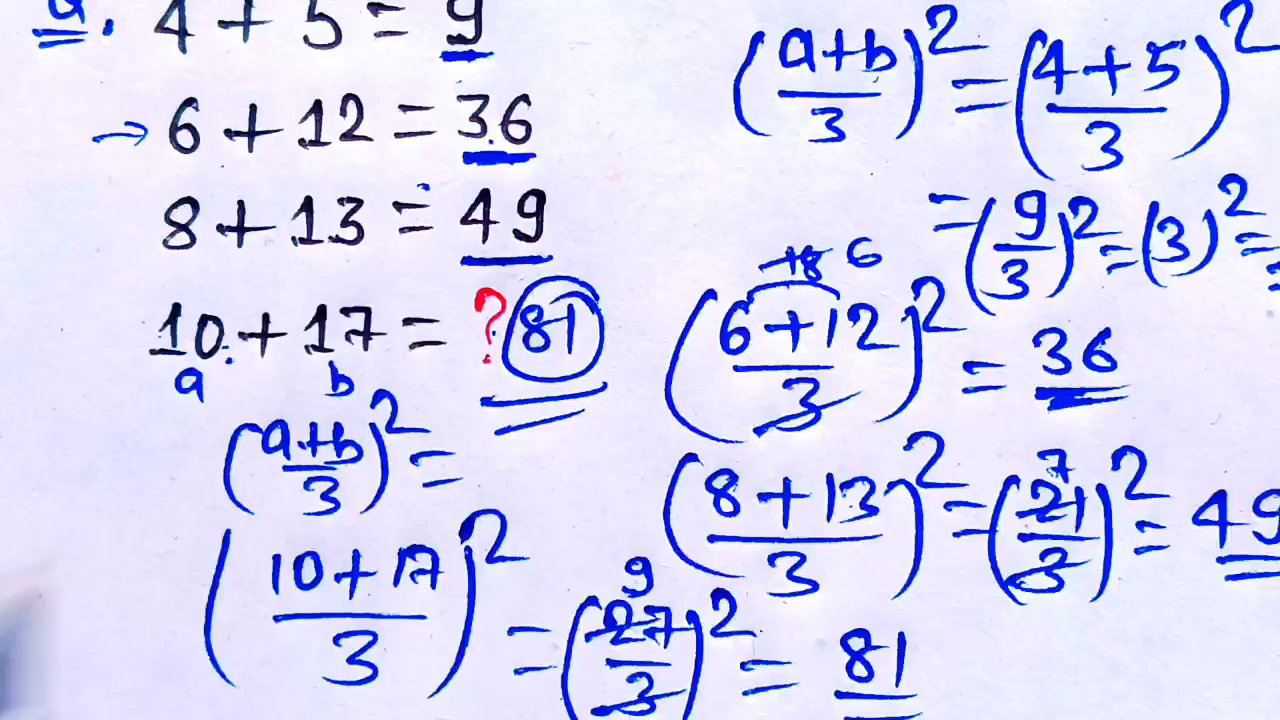 Q. 4 + 5 = 9
→ 6 + 12 = 36
8 + 13 = 49
10 + 17 = ? 81
a b
((a+b)/3)² =
((10+17)/3)² = (27/3)² = 81
9
((a+b)/3)² = ((4+5)/3)²
= (9/3)² = (3)² =
6
((6+12)/3)² = 36
7
((8+13)/3)² = (21/3)² = 49